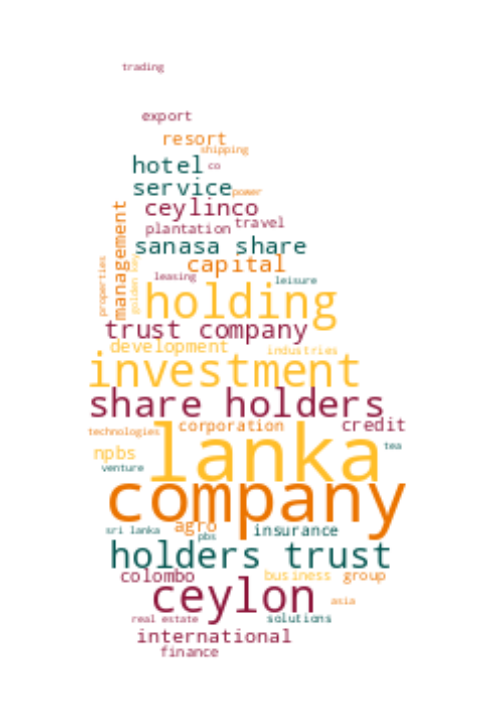 trading
export
resort
shipping
hotel co
service power
ceylinco
plantation travel
management
sanasa share
properties
golden key
capital
leasing leisure
holding
trust company
development industries
investment
share holders
technologies corporation credit
lanka
npbs tea
venture
company
sri lanka agro insurance
pbs
holders trust
colombo business group
ceylon
asia
real estate solutions
international
finance